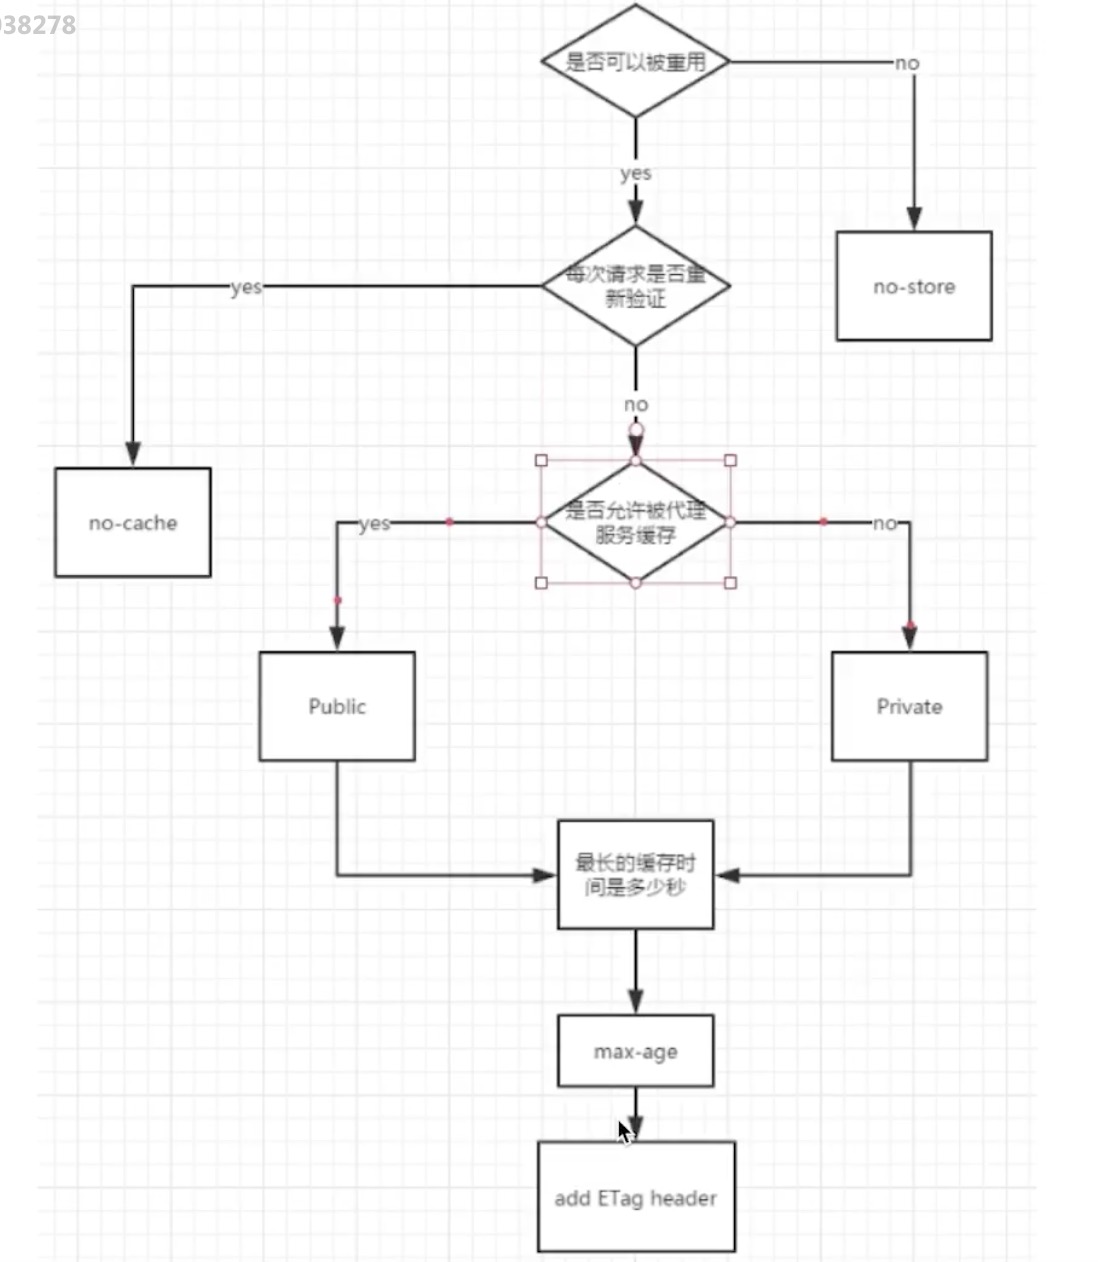 938278
是否可以被重用
no
yes
每次请求是否重
新验证
yes
no-store
no
是否允许被代理
服务缓存
yes
no
no-cache
Public
Private
最长的缓存时
间是多少秒
max-age
add ETag header